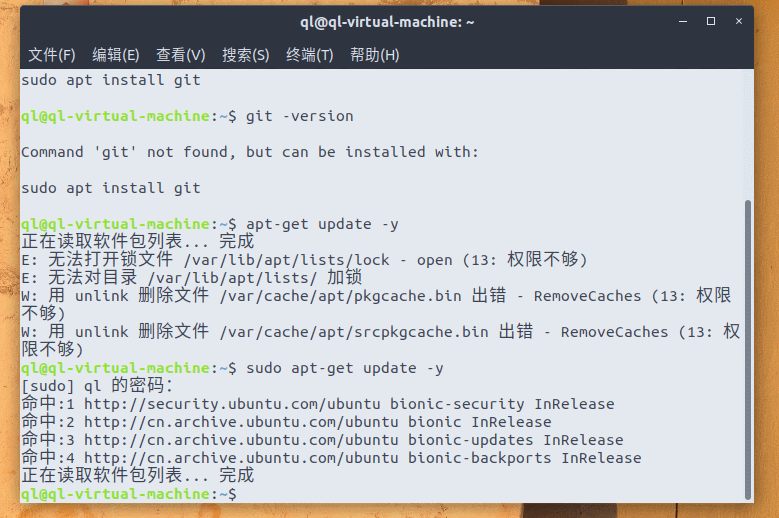 ql@ql-virtual-machine: ~
文件(F) 编辑(E) 查看(V) 搜索(S) 终端(T) 帮助(H)
sudo apt install git
ql@ql-virtual-machine:~$ git -version
Command 'git' not found, but can be installed with:
sudo apt install git
ql@ql-virtual-machine:~$ apt-get update -y
正在读取软件包列表... 完成
E: 无法打开锁文件 /var/lib/apt/lists/lock - open (13: 权限不够)
E: 无法对目录 /var/lib/apt/lists/ 加锁
W: 用 unlink 删除文件 /var/cache/apt/pkgcache.bin 出错 - RemoveCaches (13: 权限
不够)
W: 用 unlink 删除文件 /var/cache/apt/srcpkgcache.bin 出错 - RemoveCaches (13: 权
限不够)
ql@ql-virtual-machine:~$ sudo apt-get update -y
[sudo] ql 的密码：
命中:1 http://security.ubuntu.com/ubuntu bionic-security InRelease
命中:2 http://cn.archive.ubuntu.com/ubuntu bionic InRelease
命中:3 http://cn.archive.ubuntu.com/ubuntu bionic-updates InRelease
命中:4 http://cn.archive.ubuntu.com/ubuntu bionic-backports InRelease
正在读取软件包列表... 完成
ql@ql-virtual-machine:~$